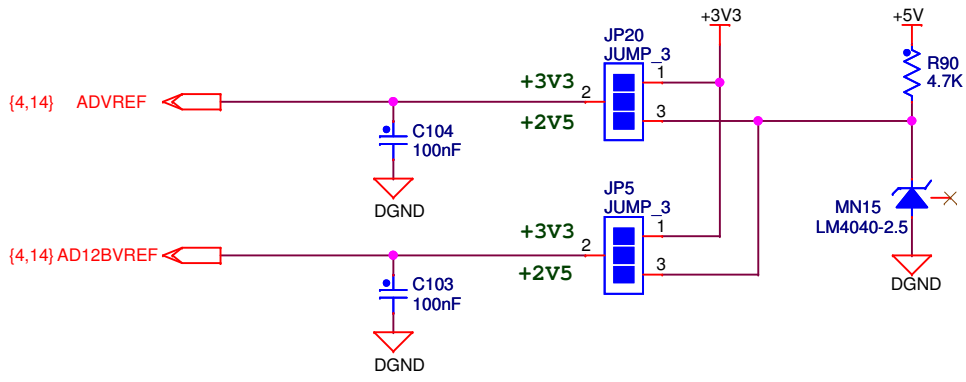 +3V3
+5V
JP20
JUMP_3
R90
4.7K
+3V3
1
{4,14} ADVREF
2
+2V5
3
C104
100nF
DGND
JP5
JUMP_3
MN15
LM4040-2.5
+3V3
1
{4,14} AD12BVREF
2
+2V5
3
C103
100nF
DGND
DGND